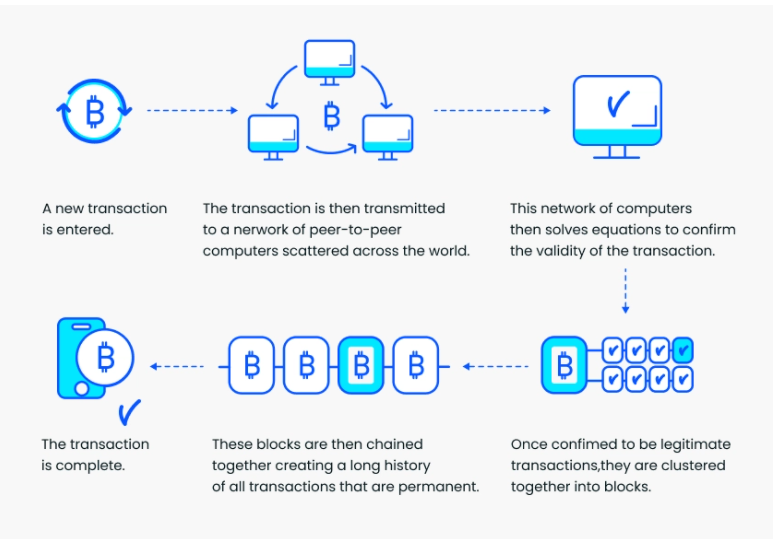 A new transaction
is entered.
The transaction is then transmitted
to a nerwork of peer-to-peer
computers scattered across the world.
This network of computers
then solves equations to confirm
the validity of the transaction.
The transaction
is complete.
These blocks are then chained
together creating a long history
of all transactions that are permanent.
Once confimed to be legitimate
transactions,they are clustered
together into blocks.